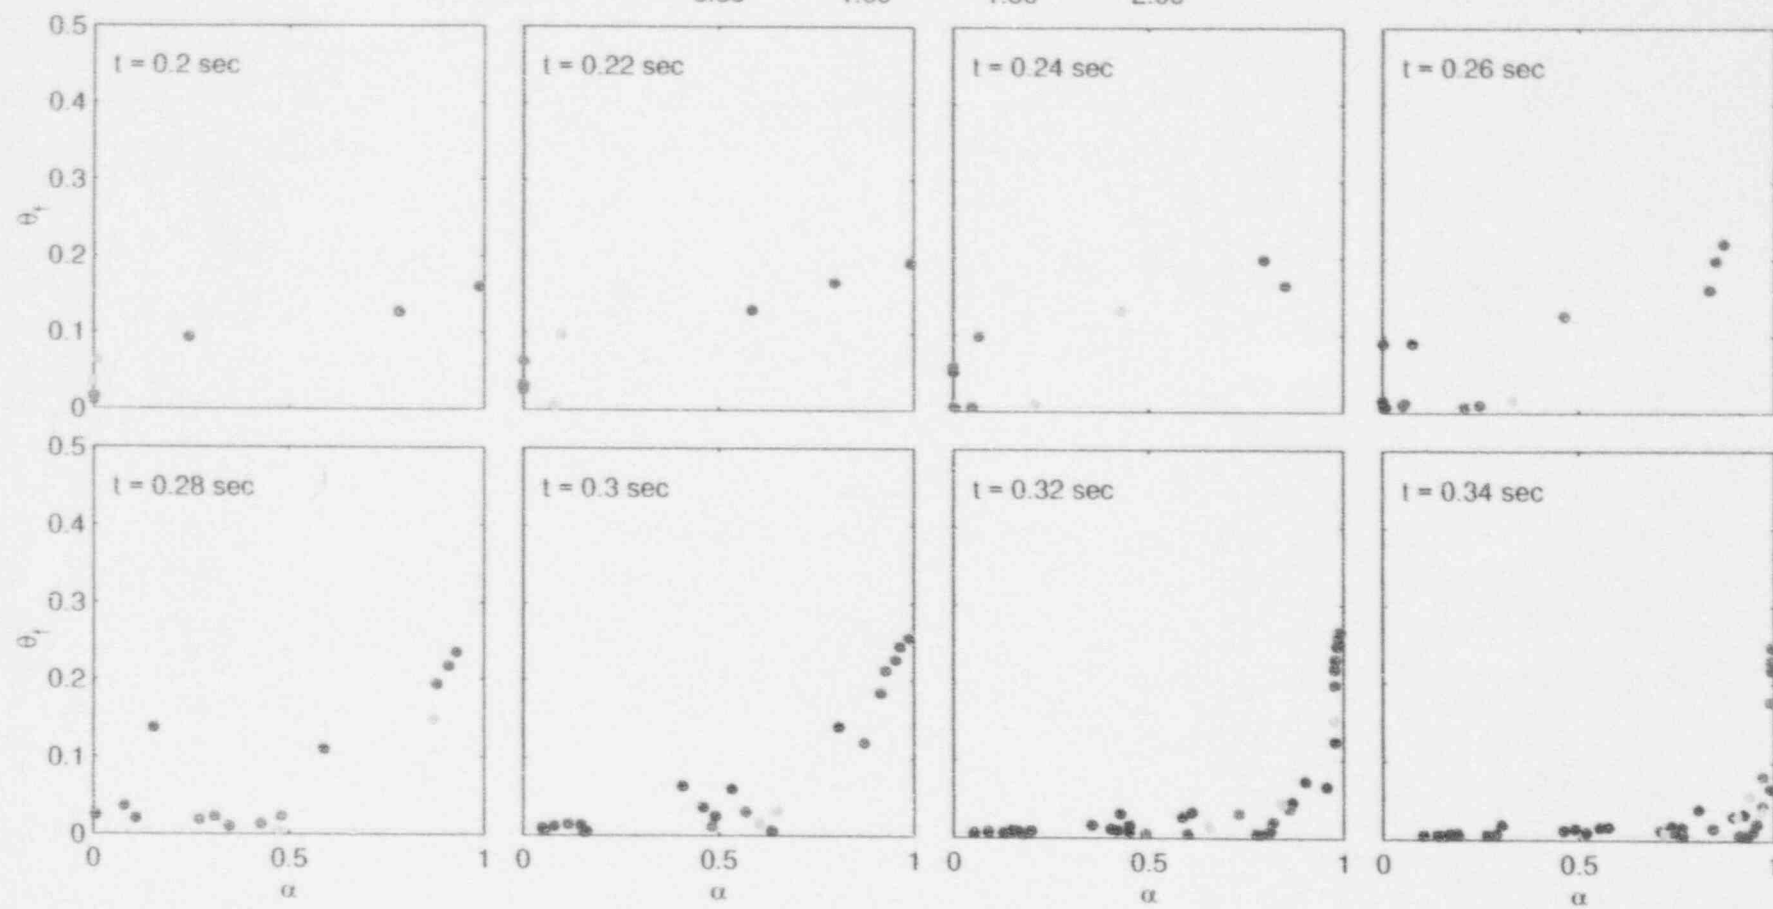 t = 0.2 sec
t = 0.22 sec
t = 0.24 sec
t = 0.26 sec
0.5
0.4
0.3
0.2
0.1
0
θf
t = 0.28 sec
t = 0.3 sec
t = 0.32 sec
t = 0.34 sec
0.5
0.4
0.3
0.2
0.1
0
θf
0 0.5 1
0 0.5 1
0 0.5 1
0 0.5
α
α
α
α